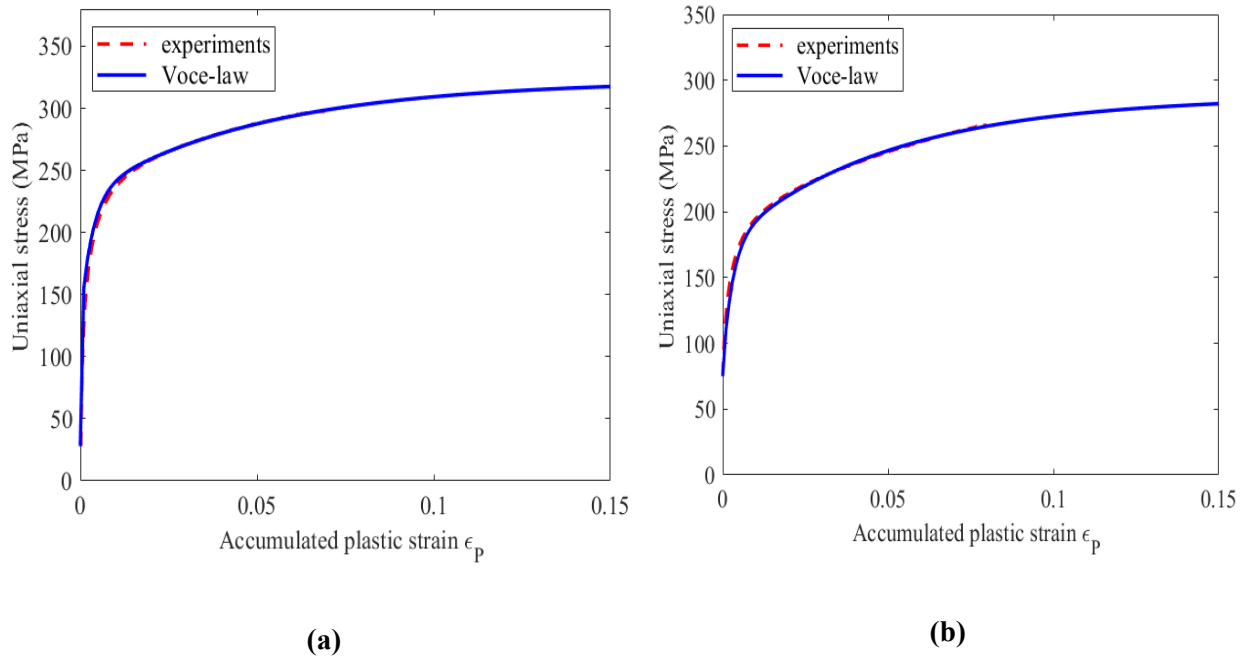 350
300
250
200
150
100
50
0
Uniaxial stress (MPa)
experiments
Voce-law
0 0.05 0.1 0.15
Accumulated plastic strain ϵP
(a)
350
300
250
200
150
100
50
0
Uniaxial stress (MPa)
experiments
Voce-law
0 0.05 0.1 0.15
Accumulated plastic strain ϵP
(b)